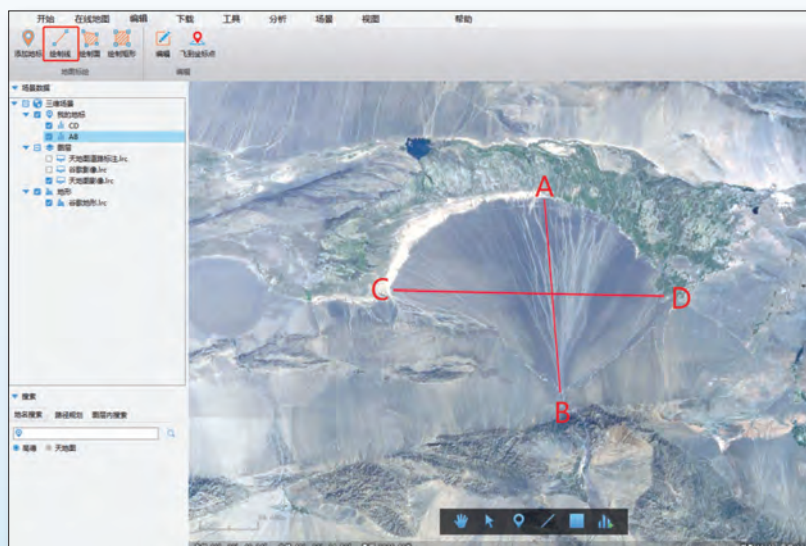 开始 在线地图 编辑 下载 工具 分析 场景 视图 帮助
添加地标 绘制线 绘制面 绘制矩形 编辑 飞到坐标点
地图标绘 编辑
场景数据
三维场景
我的地标
CD
AB
图层
天地图道路标注.lrc
谷歌影像.lrc
天地图影像.lrc
地形
谷歌地形.lrc
A
C
D
B
搜索
地名搜索 路径规划 图层内搜索
天地图